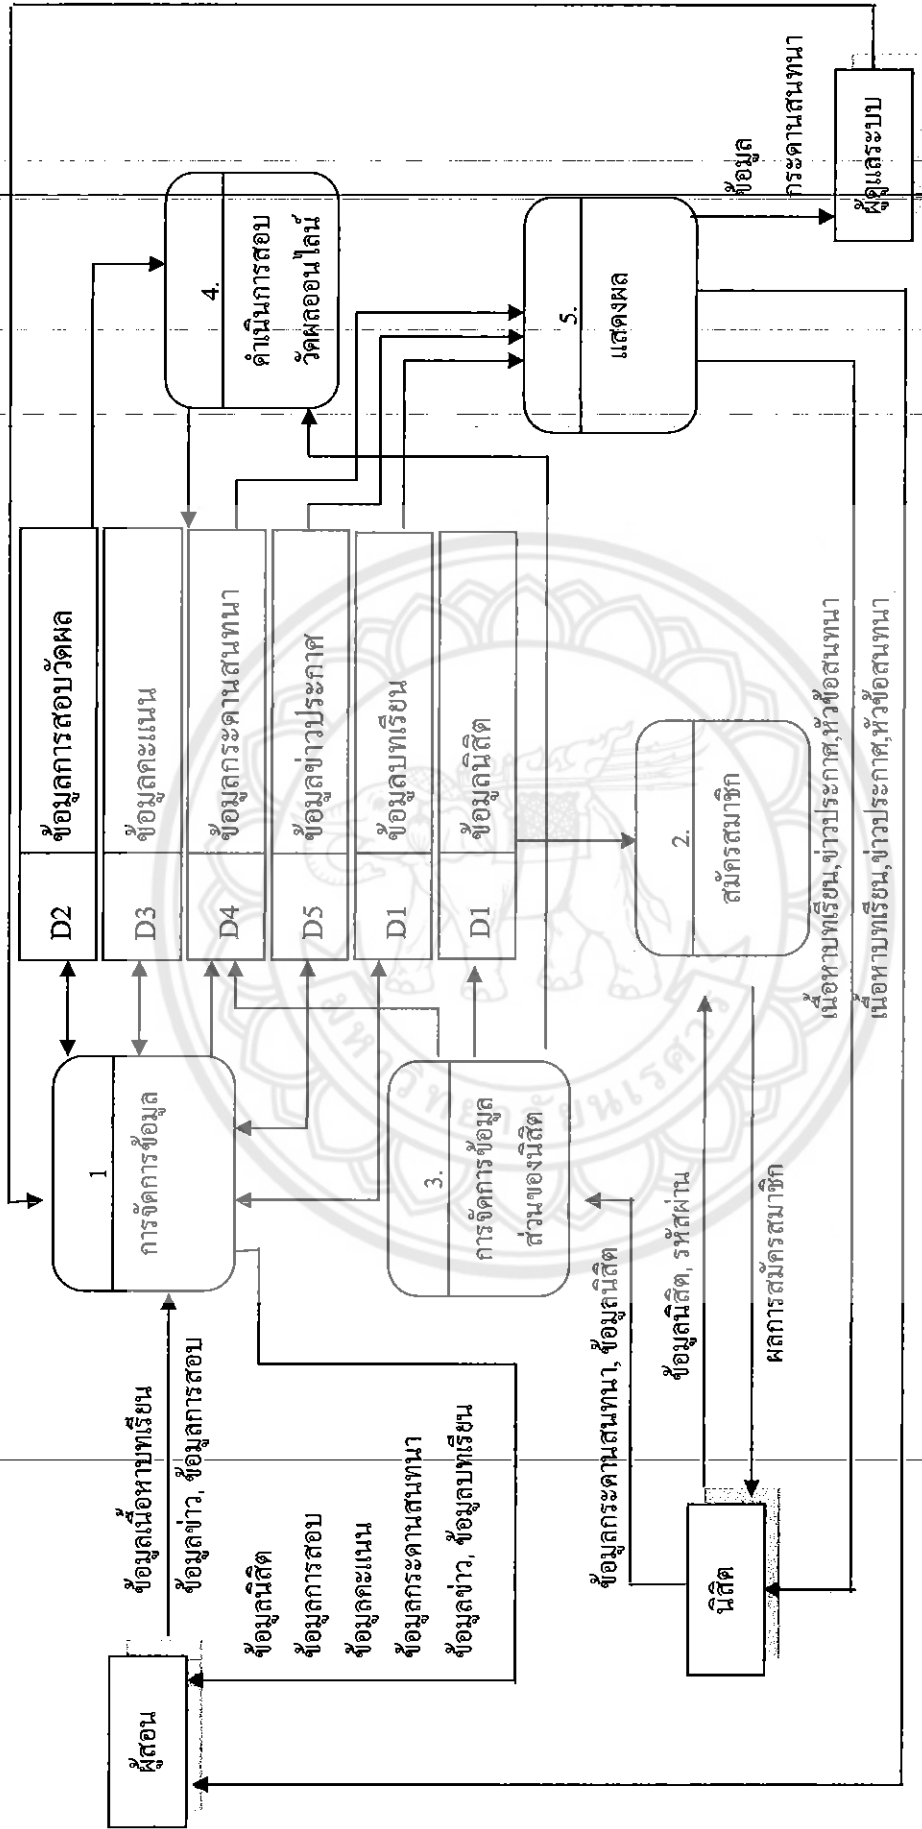 ผู้สอน
ข้อมูลเนื้อหาบทเรียน
ข้อมูลข่าว, ข้อมูลการสอบ
ข้อมูลนิสิต
ข้อมูลการสอบ
ข้อมูลคะแนน
ข้อมูลกระดานสนทนา
ข้อมูลข่าว, ข้อมูลบทเรียน
1
การจัดการข้อมูล
D2 ข้อมูลการสอบวัดผล
D3 ข้อมูลคะแนน
D4 ข้อมูลกระดานสนทนา
D5 ข้อมูลข่าวประกาศ
D1 ข้อมูลบทเรียน
D1 ข้อมูลนิสิต
4.
ดำเนินการสอบ
วัดผลออนไลน์
3.
การจัดการข้อมูล
ส่วนของนิสิต
5.
แสดงผล
ข้อมูล
กระดานสนทนา
ผู้ดูแลระบบ
ข้อมูลกระดานสนทนา, ข้อมูลนิสิต
นิสิต
ข้อมูลนิสิต, รหัสผ่าน
ผลการสมัครสมาชิก
2.
สมัครสมาชิก
เนื้อหาบทเรียน,ข่าวประกาศ,หัวข้อสนทนา
เนื้อหาบทเรียน,ข่าวประกาศ,หัวข้อสนทนา
มหาวิทยาลัยนเรศวร